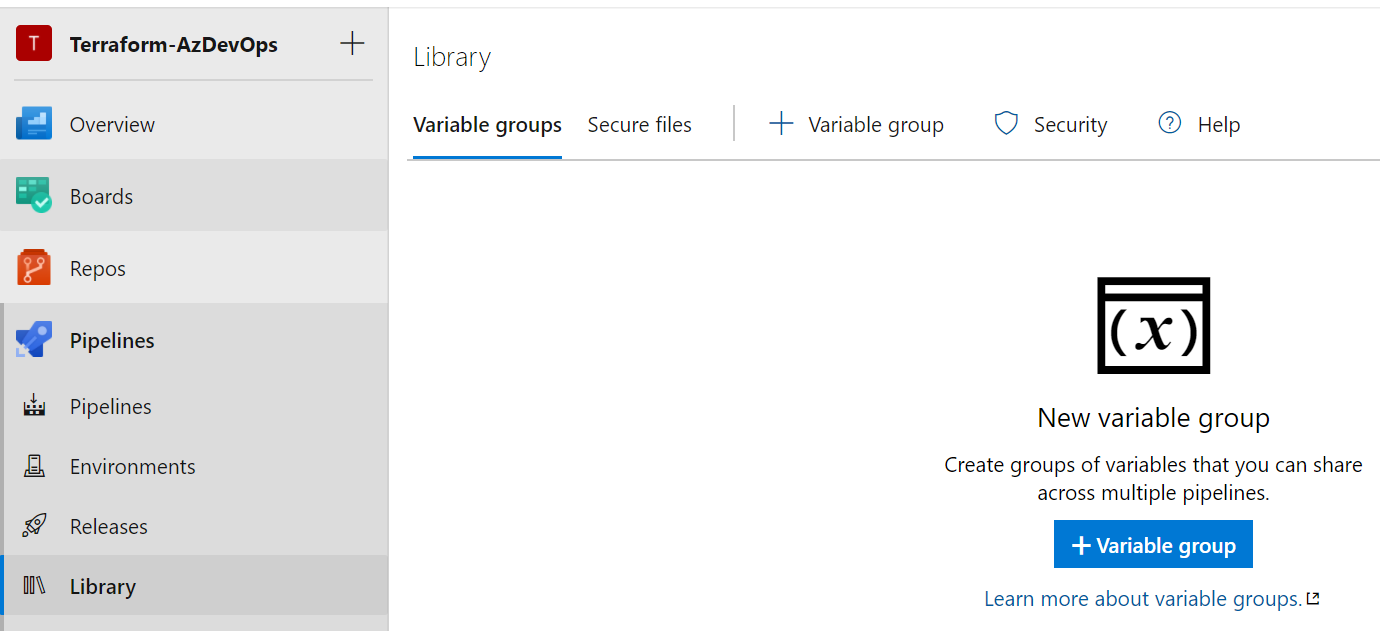 T Terraform-AzDevOps
Overview
Boards
Repos
Pipelines
Pipelines
Environments
Releases
Library
Library
Variable groups Secure files Variable group Security Help
(x)
New variable group
Create groups of variables that you can share
across multiple pipelines.
+ Variable group
Learn more about variable groups.